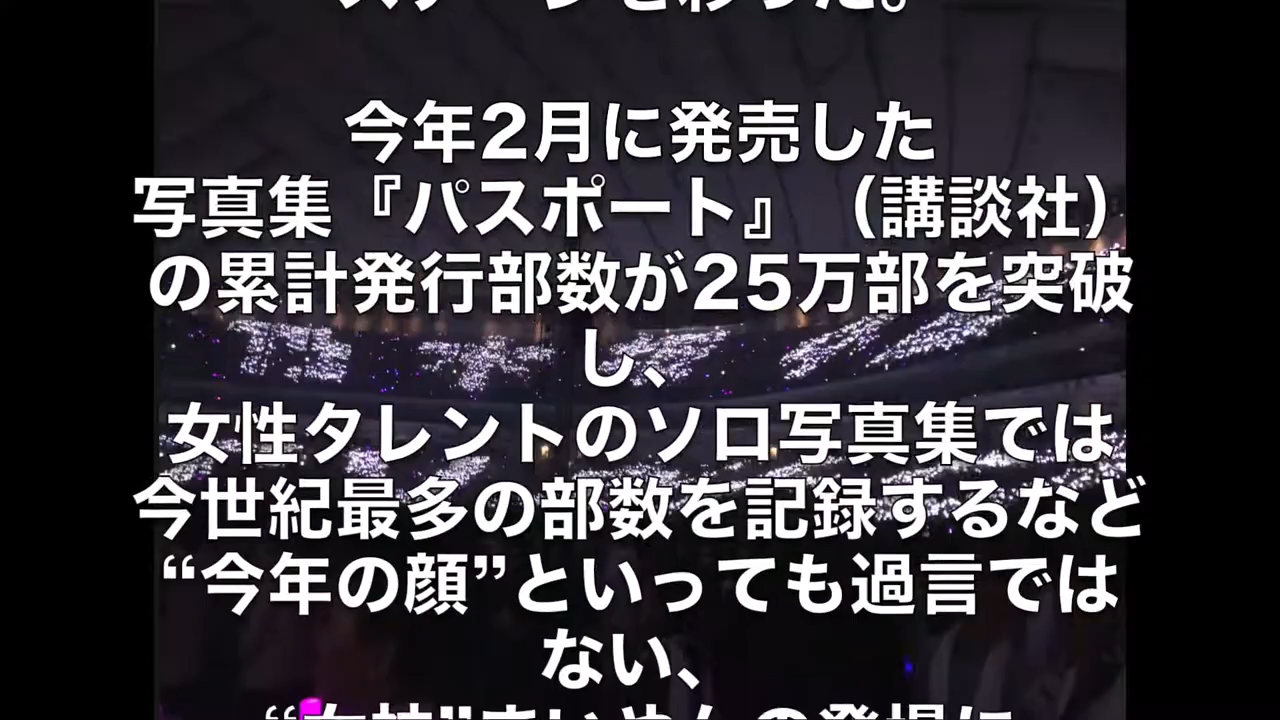 今年2月に発売した
写真集『パスポート』（講談社）
の累計発行部数が25万部を突破
し、
女性タレントのソロ写真集では
今世紀最多の部数を記録するなど
“今年の顔”といっても過言では
ない、